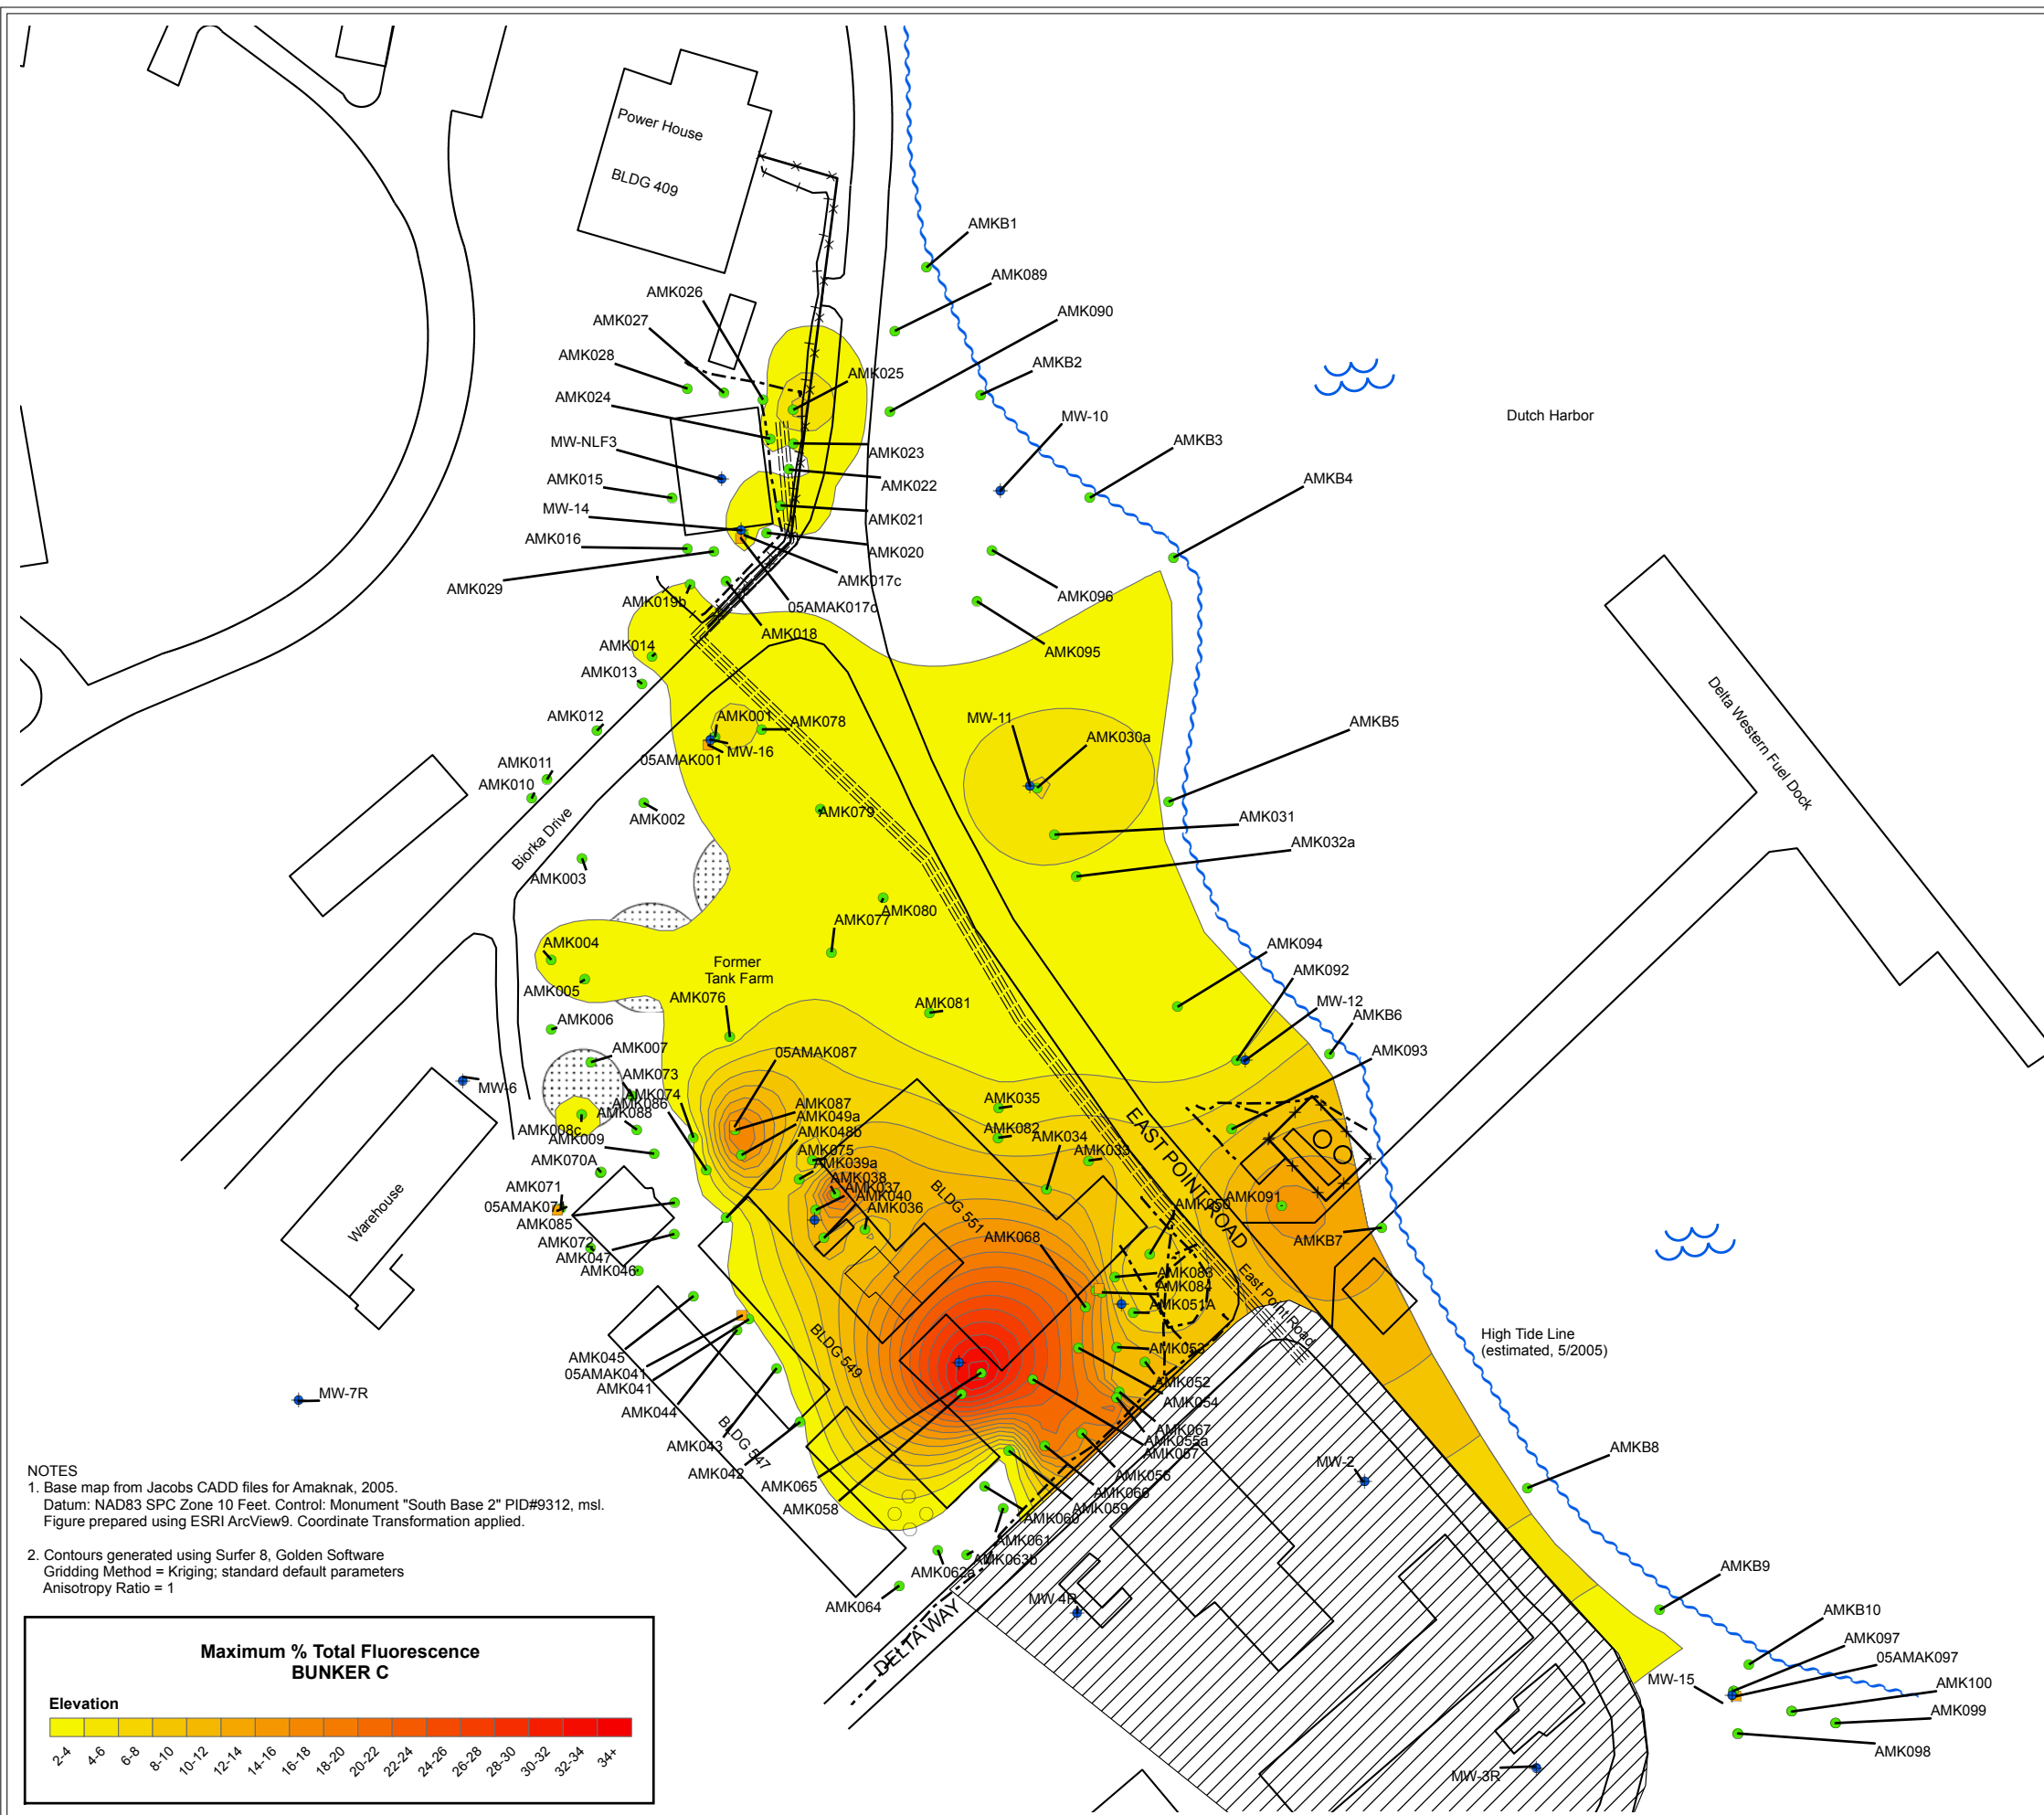 Power House
BLDG 409
AMKB1
AMK089
AMK026
AMK090
AMK027
AMK028
AMKB2
AMK025
AMK024
Dutch Harbor
MW-10
MW-NLF3
AMKB3
AMK023
AMK015
AMKB4
AMK022
MW-14
AMK021
AMK016
AMK020
AMK029
AMK017c
AMK096
AMK019b
05AMAK017c
AMK018
AMK014
AMK095
AMK013
Delta Western Fuel Dock
AMK012
AMK001
AMK078
MW-11
AMKB5
AMK030a
MW-16
05AMAK001
AMK011
AMK010
AMK002
AMK079
AMK031
Biorka Drive
AMK032a
AMK003
AMK080
AMK077
AMK004
AMK094
Former
Tank Farm
AMK092
AMK005
AMK076
AMK081
MW-12
AMK006
AMKB6
AMK007
05AMAK087
AMK093
AMK073
MW-6
AMK074
AMK086
AMK087
AMK035
AMK088
AMK049a
AMK008c
AMK048b
AMK082
AMK009
AMK034
EAST POINT ROAD
AMK075
AMK033
AMK070A
AMK039a
AMK038
AMK071
AMK037
05AMAK071
AMK040
BLDG 551
AMK091
AMK050
AMK085
AMK036
Warehouse
AMK068
AMKB7
AMK072
AMK047
AMK046
AMK083
AMK084
AMK051A
East Point Road
High Tide Line
(estimated, 5/2005)
BLDG 549
AMK053
AMK045
05AMAK041
AMK041
AMK052
MW-7R
AMK044
AMK054
AMK067
AMK055a
AMK057
AMK043
BLDG 547
AMKB8
AMK042
MW-2
AMK056
AMK065
AMK066
AMK058
AMK059
AMK060
AMK061
AMK063b
AMK062a
AMKB9
AMK064
MW-4R
AMKB10
DELTA WAY
AMK097
05AMAK097
MW-15
AMK100
AMK099
AMK098
MW-3R
NOTES
1. Base map from Jacobs CADD files for Amaknak, 2005.
Datum: NAD83 SPC Zone 10 Feet. Control: Monument "South Base 2" PID#9312, msl.
Figure prepared using ESRI ArcView9. Coordinate Transformation applied.
2. Contours generated using Surfer 8, Golden Software
Gridding Method = Kriging; standard default parameters
Anisotropy Ratio = 1
Maximum % Total Fluorescence
BUNKER C
Elevation
2-4
4-6
6-8
8-10
10-12
12-14
14-16
16-18
18-20
20-22
22-24
24-26
26-28
28-30
30-32
32-34
34+